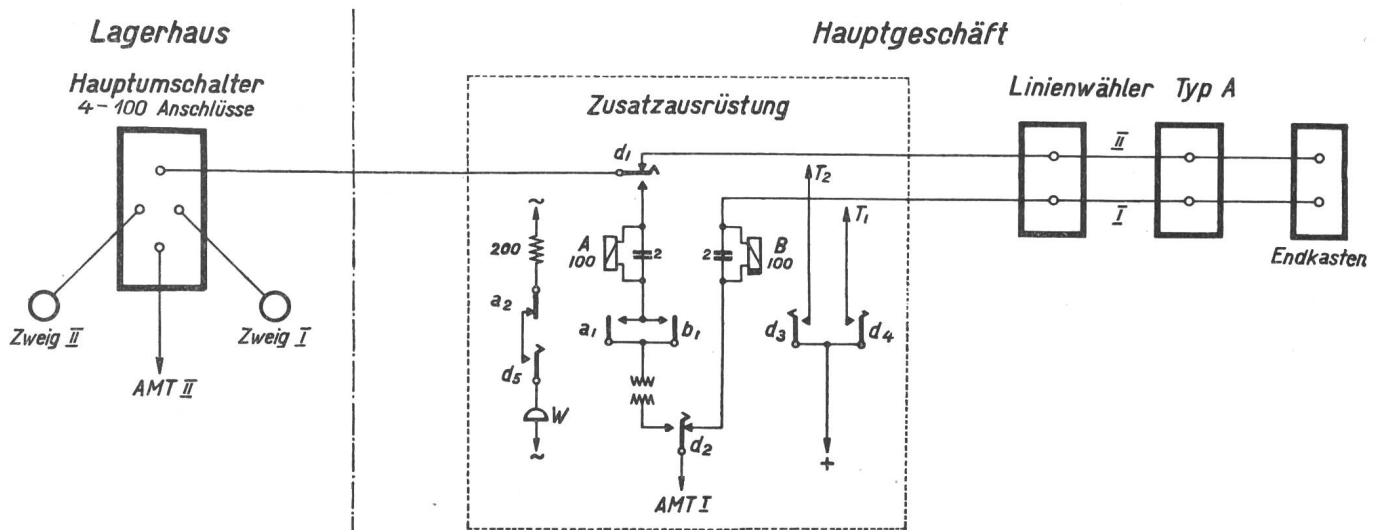 Lagerhaus
Hauptgeschäft
Hauptumschalter
4-100 Anschlüsse
Zusatzausrüstung
Linienwähler Typ A
d1
II
T2
I
T1
~
200
A
100
2
2
B
100
Endkasten
a2
a1
b1
d3
d4
Zweig II
Zweig I
d5
AMT II
W
d2
~
+
AMT I